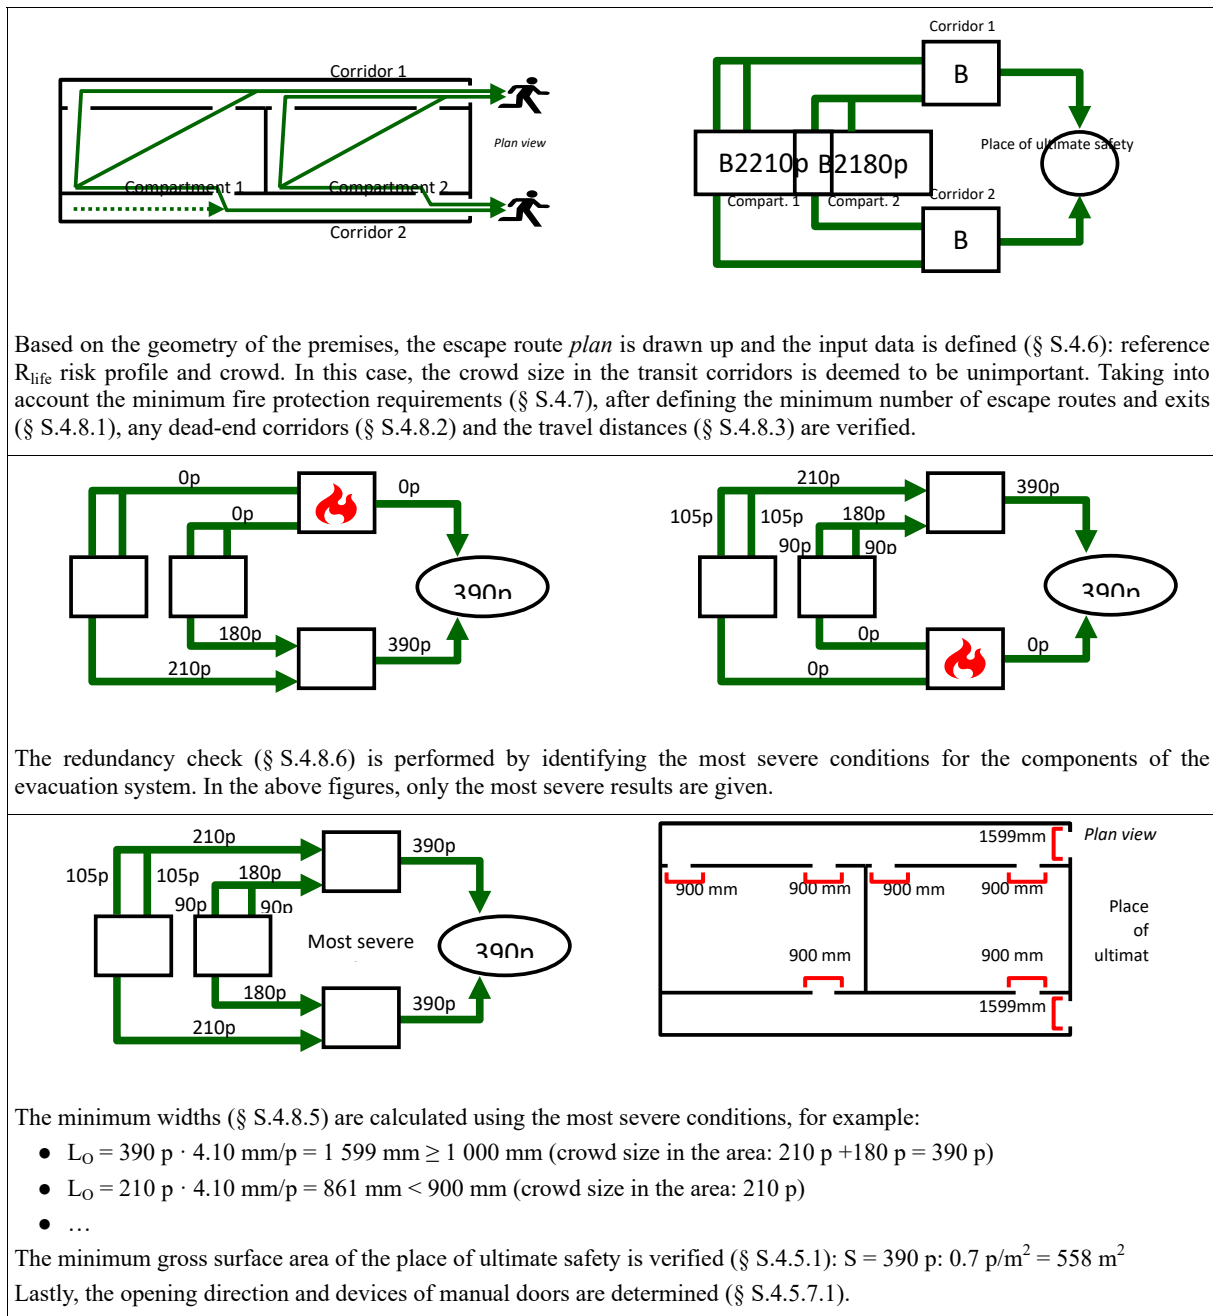 Corridor 1
Plan view
Compartment 1
Compartment 2
Corridor 2
Corridor 1
B
Place of ultimate safety
B2210p
B2180p
Compart. 1
Compart. 2
Corridor 2
B
Based on the geometry of the premises, the escape route plan is drawn up and the input data is defined (§ S.4.6): reference
Rlife risk profile and crowd. In this case, the crowd size in the transit corridors is deemed to be unimportant. Taking into
account the minimum fire protection requirements (§ S.4.7), after defining the minimum number of escape routes and exits
(§ S.4.8.1), any dead-end corridors (§ S.4.8.2) and the travel distances (§ S.4.8.3) are verified.
0p
0p
0p
390p
180p
390p
210p
210p
390p
105p
105p
180p
90p
90p
390p
0p
0p
0p
The redundancy check (§ S.4.8.6) is performed by identifying the most severe conditions for the components of the
evacuation system. In the above figures, only the most severe results are given.
210p
390p
105p
105p
180p
90p
90p
Most severe
390p
180p
390p
210p
1599mm
Plan view
900 mm
900 mm
900 mm
900 mm
Place
of
ultimat
900 mm
900 mm
1599mm
The minimum widths (§ S.4.8.5) are calculated using the most severe conditions, for example:
● LO = 390 p · 4.10 mm/p = 1 599 mm ≥ 1 000 mm (crowd size in the area: 210 p +180 p = 390 p)
● LO = 210 p · 4.10 mm/p = 861 mm < 900 mm (crowd size in the area: 210 p)
● …
The minimum gross surface area of the place of ultimate safety is verified (§ S.4.5.1): S = 390 p: 0.7 p/m² = 558 m²
Lastly, the opening direction and devices of manual doors are determined (§ S.4.5.7.1).